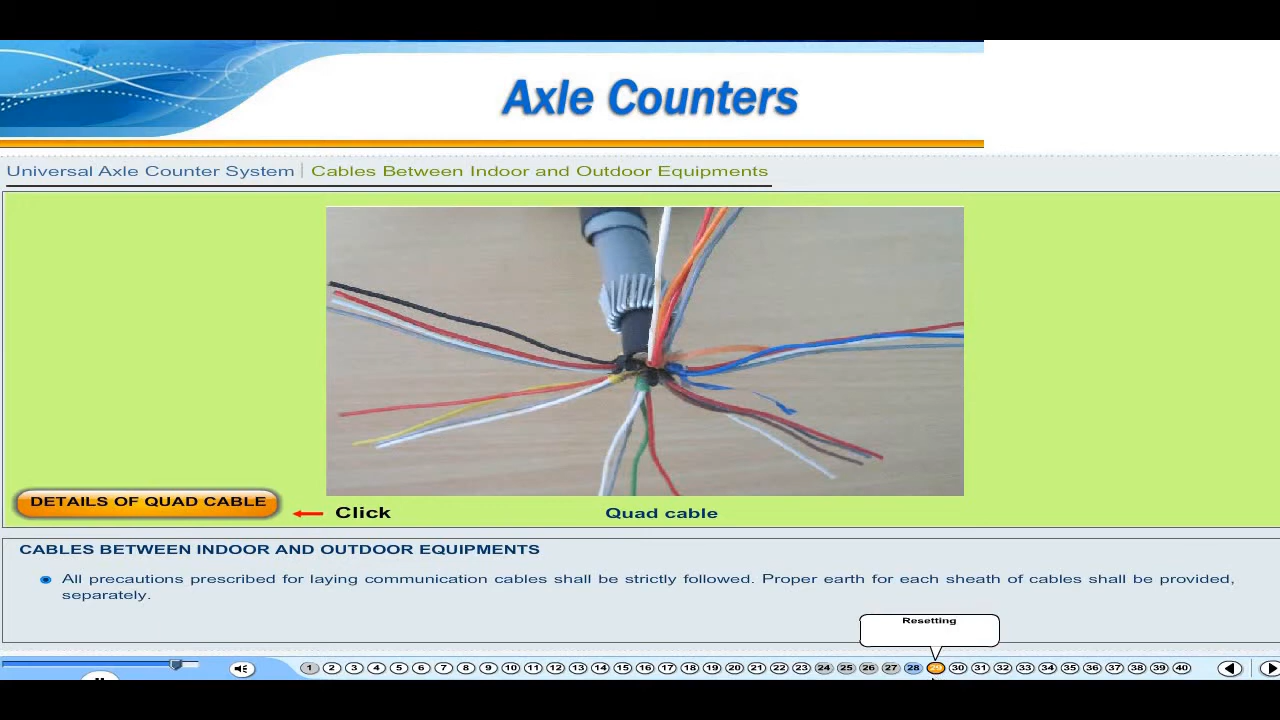 Axle Counters
Universal Axle Counter System | Cables Between Indoor and Outdoor Equipments
DETAILS OF QUAD CABLE
Click
Quad cable
CABLES BETWEEN INDOOR AND OUTDOOR EQUIPMENTS
All precautions prescribed for laying communication cables shall be strictly followed. Proper earth for each sheath of cables shall be provided,
separately.
Resetting
1 2 3 4 5 6 7 8 9 10 11 12 13 14 15 16 17 18 19 20 21 22 23 24 25 26 27 28 29 30 31 32 33 34 35 36 37 38 39 40